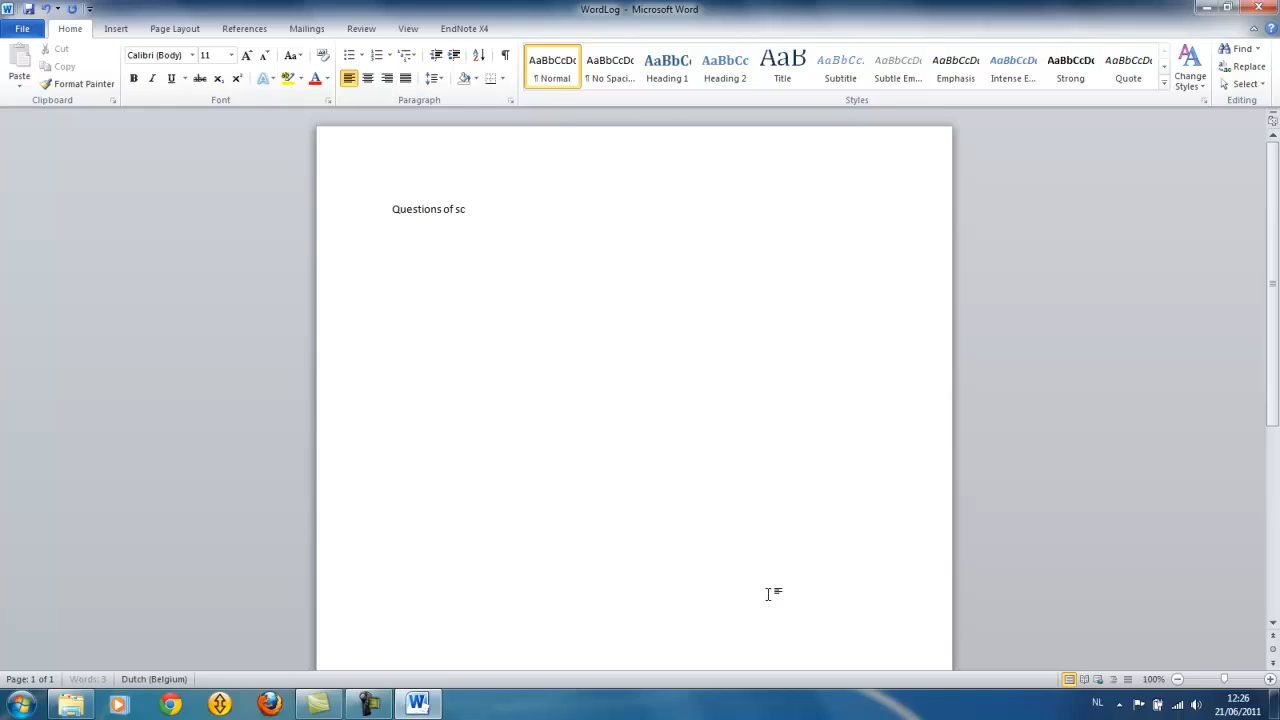 WordLog - Microsoft Word
File Home Insert Page Layout References Mailings Review View EndNote X4
Paste
Cut
Copy
Format Painter
Clipboard
Calibri (Body) 11
Font
Paragraph
AaBbCcDc AaBbCcDc AaBbC AaBbCc AaB AaBbCc. AaBbCcDc AaBbCcDc AaBbCcDc AaBbCcDc AaBbCcDc
¶ Normal ¶ No Spaci... Heading 1 Heading 2 Title Subtitle Subtle Em... Emphasis Intense E... Strong Quote
Styles
Change Styles
Find
Replace
Select
Editing
Questions of sc
Page: 1 of 1 Words: 3 Dutch (Belgium) 100%
NL 12:26
21/06/2011